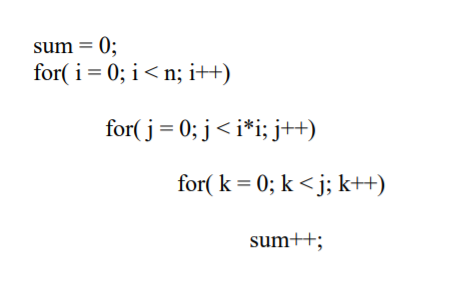 sum = 0;
for( i = 0; i < n; i++)
for( j = 0; j < i*i; j++)
for( k = 0; k < j; k++)
sum++;